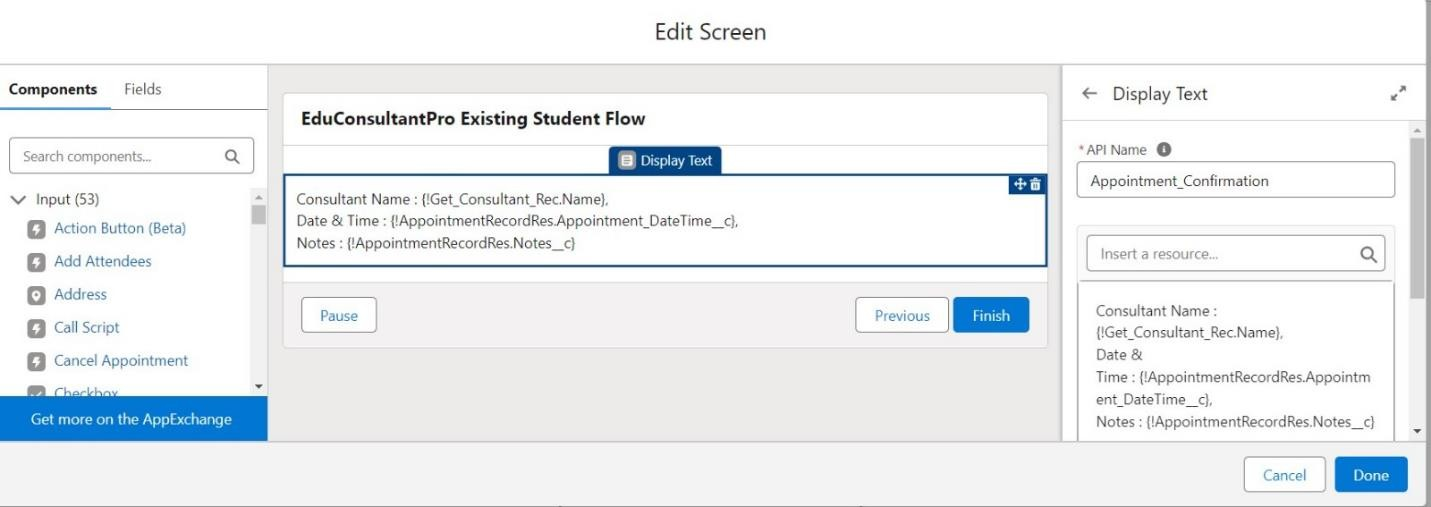 Edit Screen
Components Fields
Search components...
Input (53)
Action Button (Beta)
Add Attendees
Address
Call Script
Cancel Appointment
Checkbox
Get more on the AppExchange
EduConsultantPro Existing Student Flow
Display Text
Consultant Name : {!Get_Consultant_Rec.Name},
Date & Time : {!AppointmentRecordRes.Appointment_DateTime__c},
Notes : {!AppointmentRecordRes.Notes__c}
Pause Previous Finish
Display Text
*API Name
Appointment_Confirmation
Insert a resource...
Consultant Name :
{!Get_Consultant_Rec.Name},
Date &
Time : {!AppointmentRecordRes.Appointm
ent_DateTime__c},
Notes : {!AppointmentRecordRes.Notes__c}
Cancel Done